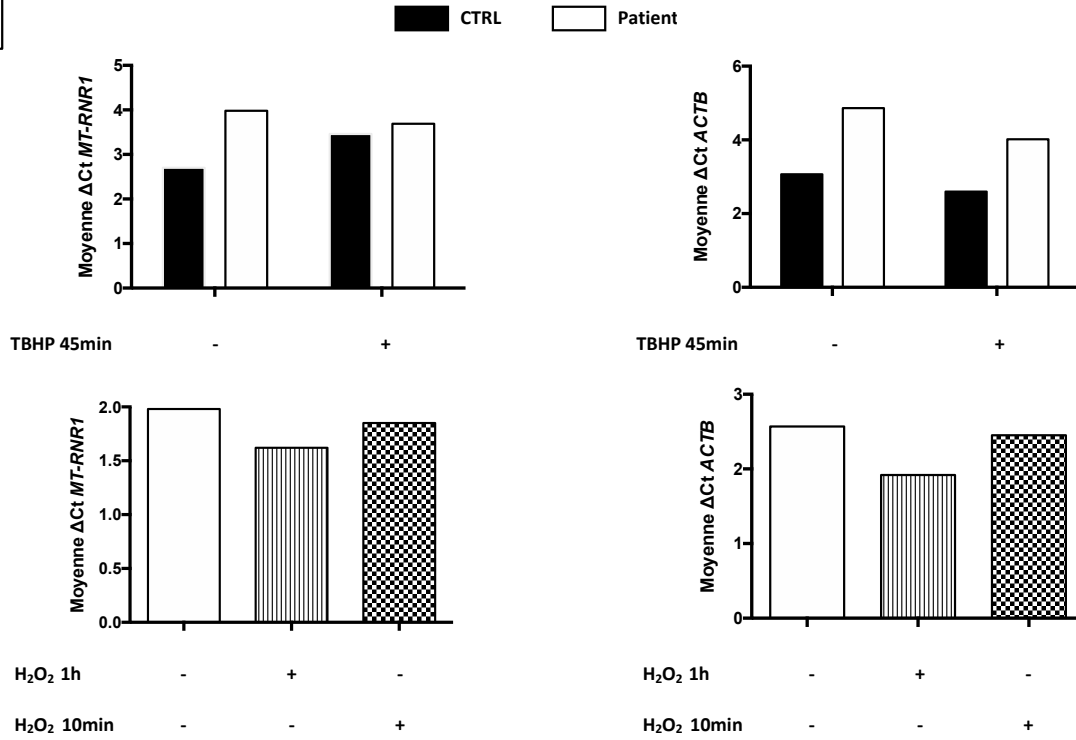 CTRL Patient
Moyenne ΔCt MT-RNR1
5
4
3
2
1
0
TBHP 45min - +
Moyenne ΔCt ACTB
6
4
2
0
TBHP 45min - +
Moyenne ΔCt MT-RNR1
2.0
1.5
1.0
0.5
0.0
H₂O₂ 1h - + -
H₂O₂ 10min - - +
Moyenne ΔCt ACTB
3
2
1
0
H₂O₂ 1h - + -
H₂O₂ 10min - - +